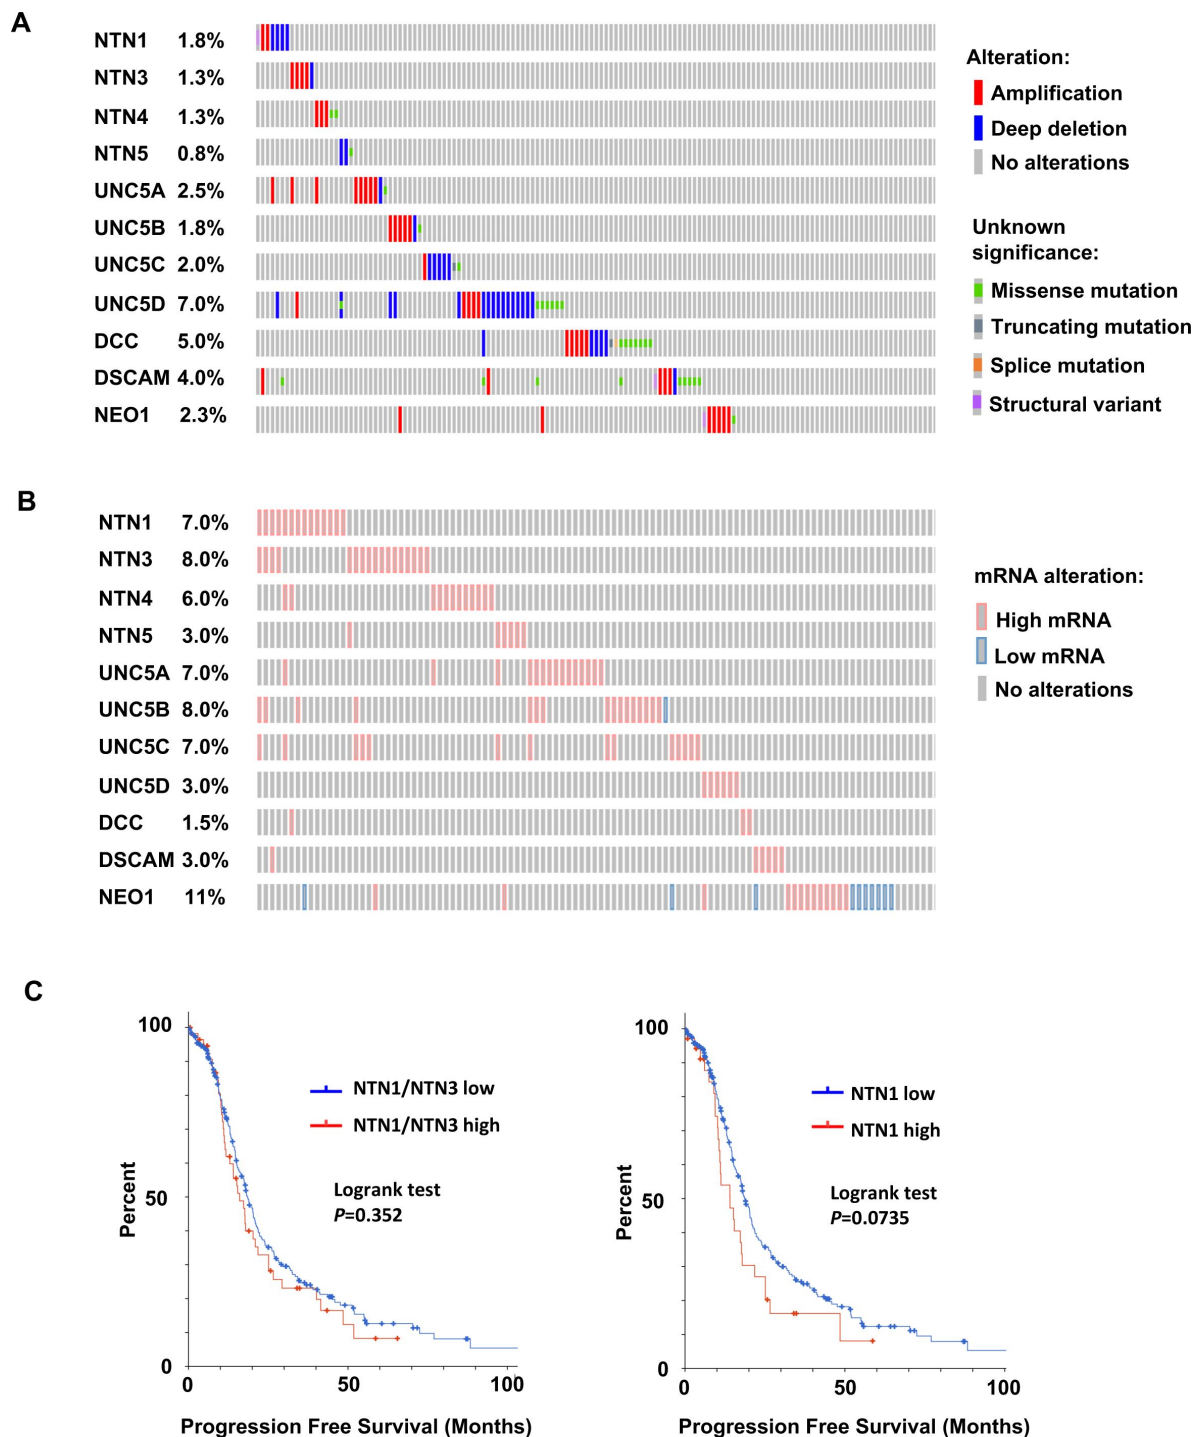 A
NTN1 1.8%
NTN3 1.3%
NTN4 1.3%
NTN5 0.8%
UNC5A 2.5%
UNC5B 1.8%
UNC5C 2.0%
UNC5D 7.0%
DCC 5.0%
DSCAM 4.0%
NEO1 2.3%
Alteration:
Amplification
Deep deletion
No alterations
Unknown
significance:
Missense mutation
Truncating mutation
Splice mutation
Structural variant
B
NTN1 7.0%
NTN3 8.0%
NTN4 6.0%
NTN5 3.0%
UNC5A 7.0%
UNC5B 8.0%
UNC5C 7.0%
UNC5D 3.0%
DCC 1.5%
DSCAM 3.0%
NEO1 11%
mRNA alteration:
High mRNA
Low mRNA
No alterations
C
100
50
0
Percent
NTN1/NTN3 low
NTN1/NTN3 high
Logrank test
P=0.352
0 50 100
Progression Free Survival (Months)
100
50
0
Percent
NTN1 low
NTN1 high
Logrank test
P=0.0735
0 50 100
Progression Free Survival (Months)